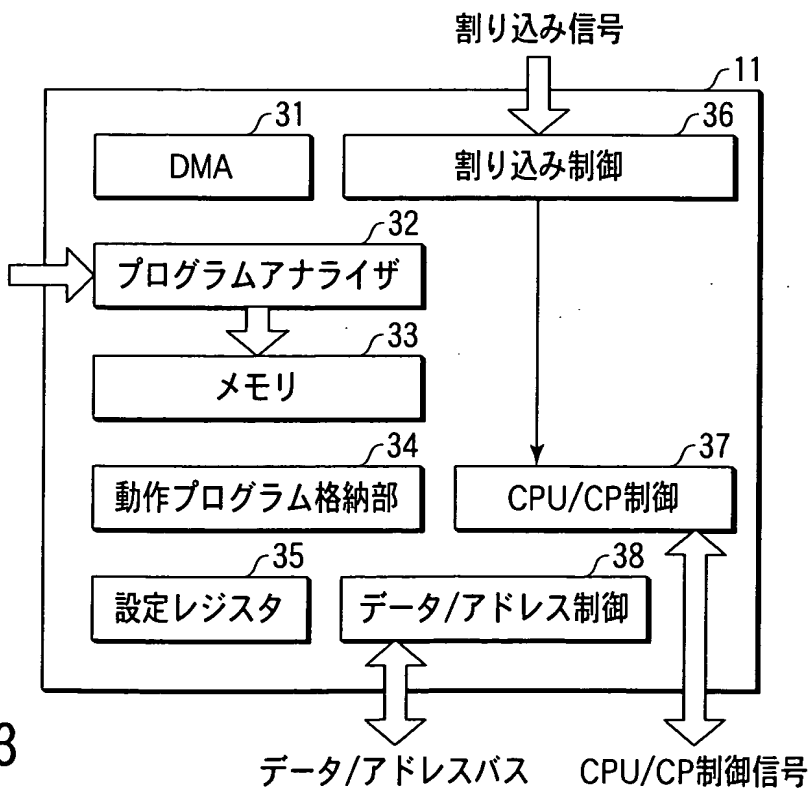 割り込み信号
11
31
36
DMA
割り込み制御
32
プログラムアナライザ
33
メモリ
34
37
動作プログラム格納部
CPU/CP制御
35
38
設定レジスタ
データ/アドレス制御
3
データ/アドレスバス
CPU/CP制御信号